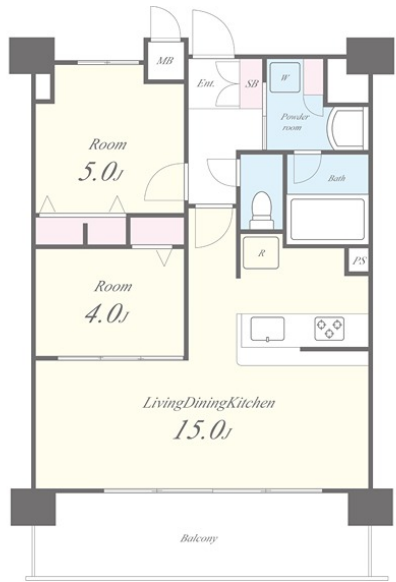 MB
Ent.
SB
W
Powder
room
Room
5.0J
Bath
R
PS
Room
4.0J
LivingDiningKitchen
15.0J
Balcony